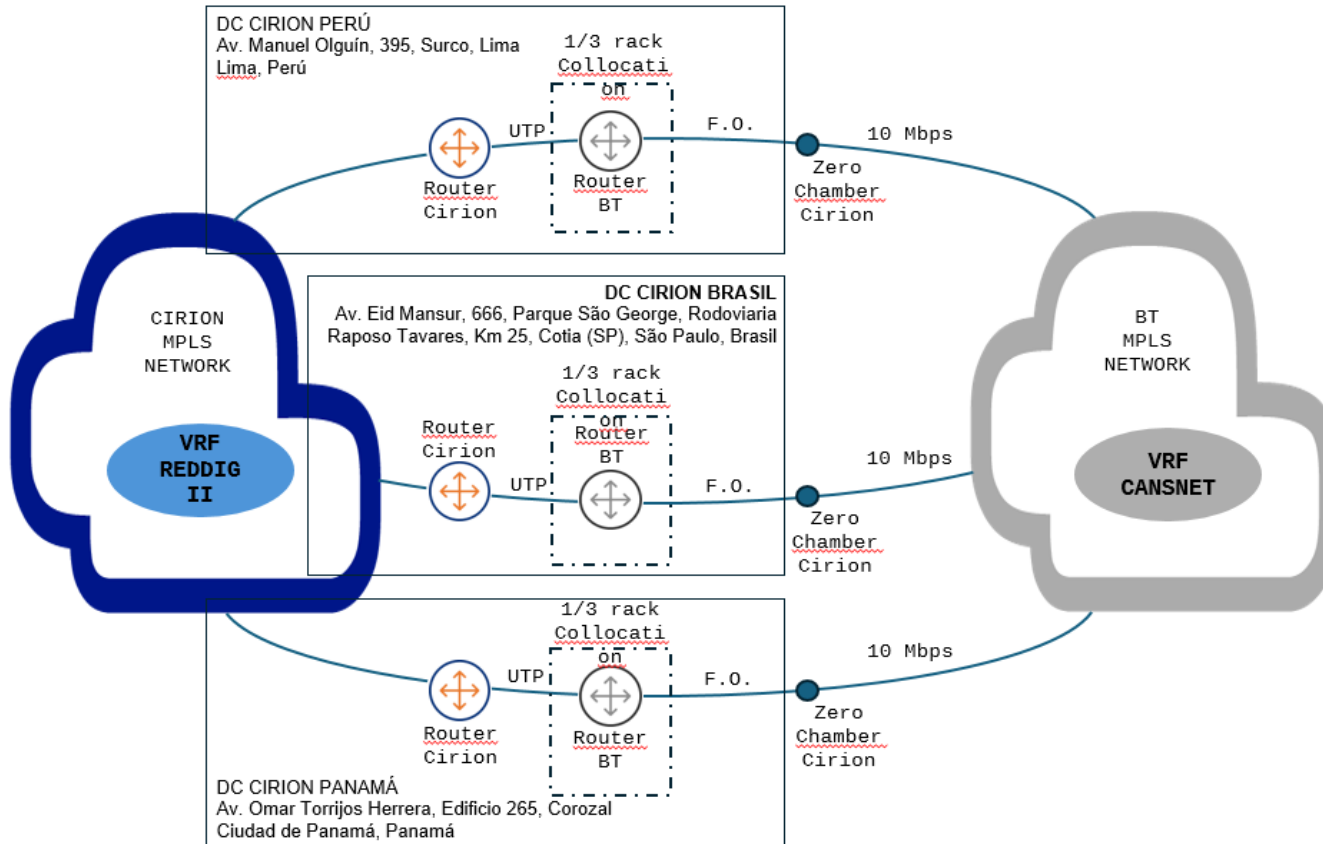 DC CIRION PERÚ
Av. Manuel Olguín, 395, Surco, Lima
Lima, Perú
1/3 rack
Collocati
on
UTP
F.O.
10 Mbps
Router
Cirion
Router
BT
Zero
Chamber
Cirion
CIRION
MPLS
NETWORK
VRF
REDDIG
II
DC CIRION BRASIL
Av. Eid Mansur, 666, Parque São George, Rodoviaria
Raposo Tavares, Km 25, Cotia (SP), São Paulo, Brasil
1/3 rack
Collocati
on
Router
Cirion
Router
BT
UTP
F.O.
10 Mbps
Zero
Chamber
Cirion
BT
MPLS
NETWORK
VRF
CANSNET
1/3 rack
Collocati
on
UTP
F.O.
10 Mbps
Router
Cirion
Router
BT
Zero
Chamber
Cirion
DC CIRION PANAMÁ
Av. Omar Torrijos Herrera, Edificio 265, Corozal
Ciudad de Panamá, Panamá